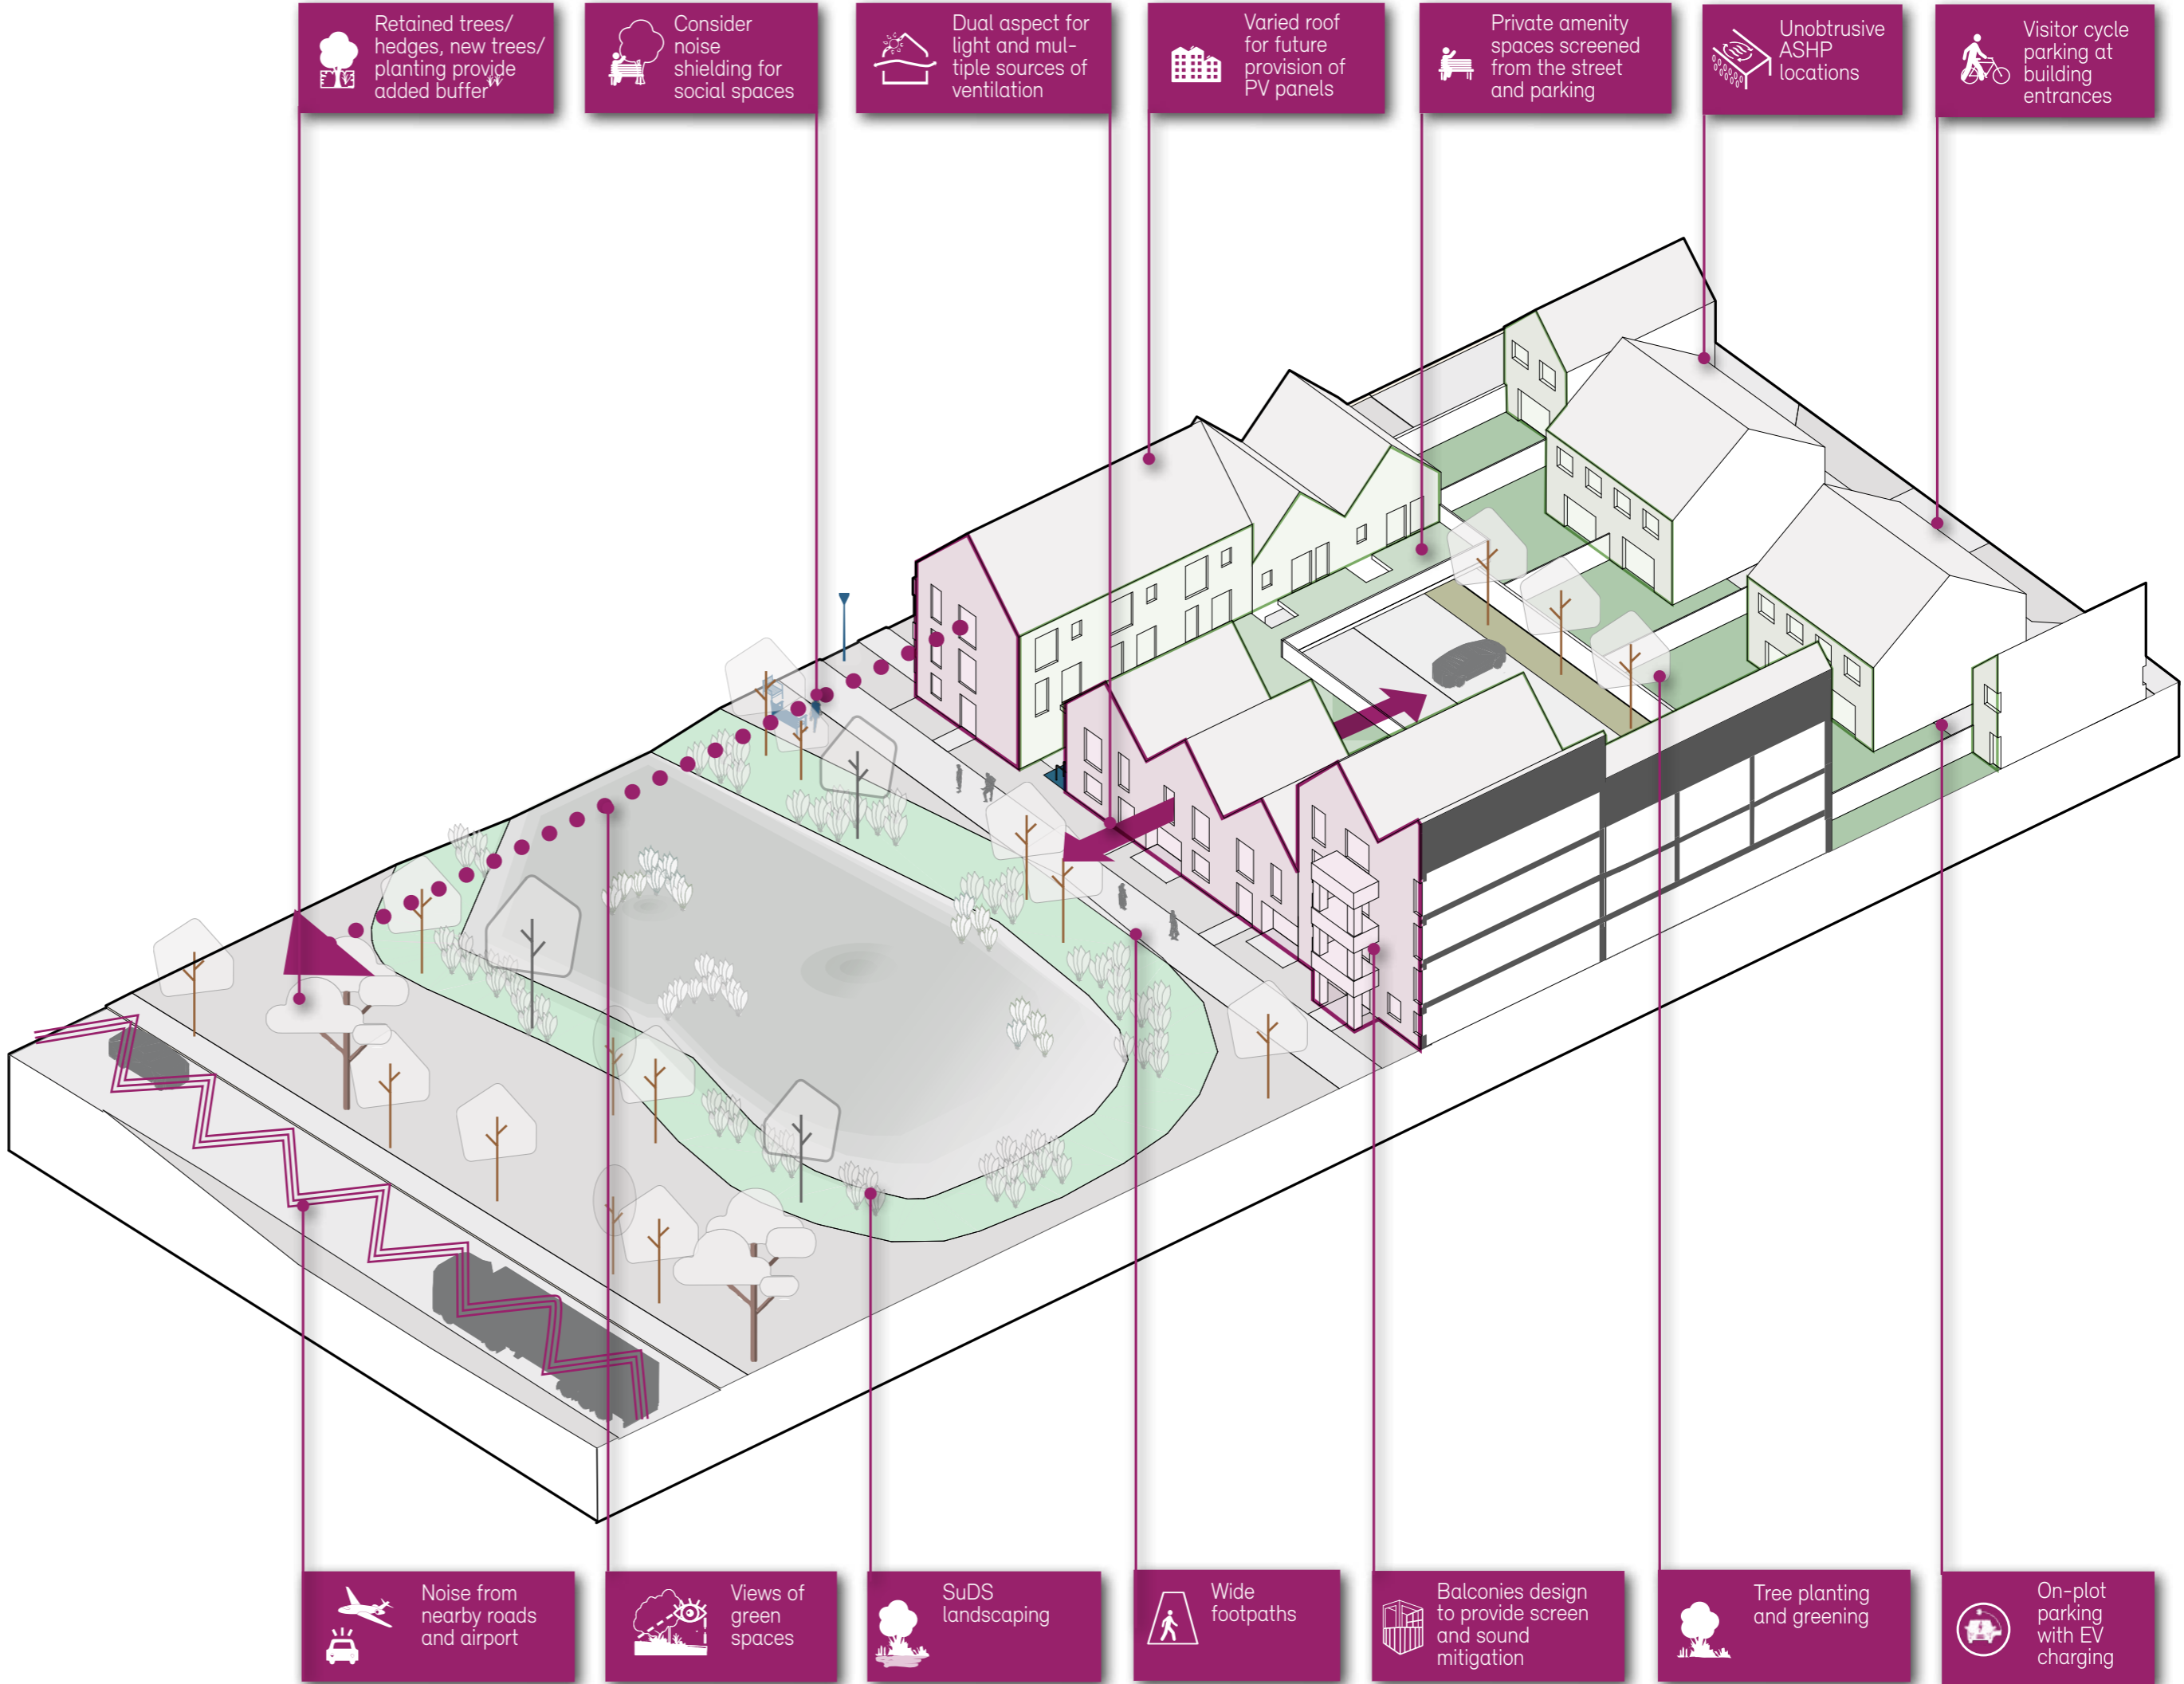 Retained trees/
hedges, new trees/
planting provide
added buffer
Consider
noise
shielding for
social spaces
Dual aspect for
light and mul-
tiple sources of
ventilation
Varied roof
for future
provision of
PV panels
Private amenity
spaces screened
from the street
and parking
Unobtrusive
ASHP
locations
Visitor cycle
parking at
building
entrances
Noise from
nearby roads
and airport
Views of
green
spaces
SuDS
landscaping
Wide
footpaths
Balconies design
to provide screen
and sound
mitigation
Tree planting
and greening
On-plot
parking
with EV
charging